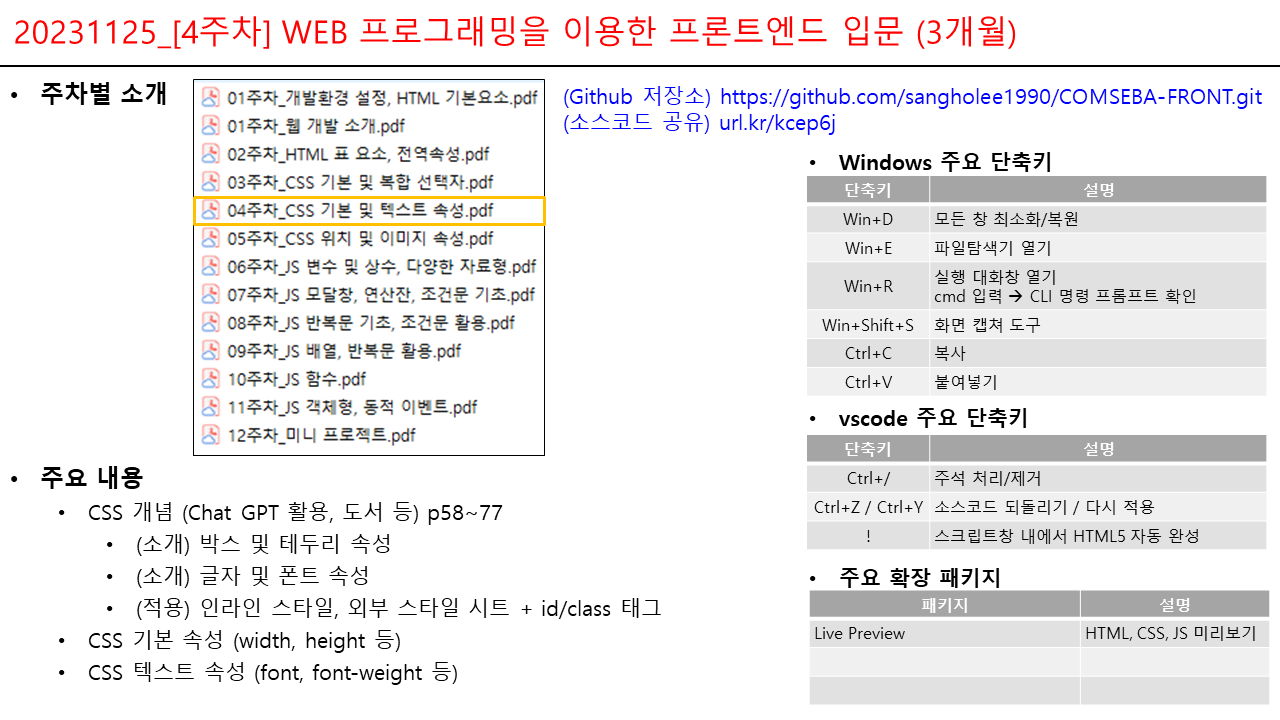 20231125_[4주차] WEB 프로그래밍을 이용한 프론트엔드 입문 (3개월)
• 주차별 소개
01주차_개발환경 설정, HTML 기본요소.pdf
01주차_웹 개발 소개.pdf
02주차_HTML 표 요소, 전역속성.pdf
03주차_CSS 기본 및 복합 선택자.pdf
04주차_CSS 기본 및 텍스트 속성.pdf
05주차_CSS 위치 및 이미지 속성.pdf
06주차_JS 변수 및 상수, 다양한 자료형.pdf
07주차_JS 모달창, 연산잔, 조건문 기초.pdf
08주차_JS 반복문 기초, 조건문 활용.pdf
09주차_JS 배열, 반복문 활용.pdf
10주차_JS 함수.pdf
11주차_JS 객체형, 동적 이벤트.pdf
12주차_미니 프로젝트.pdf
(Github 저장소) https://github.com/sangholee1990/COMSEBA-FRONT.git
(소스코드 공유) url.kr/kcep6j
• 주요 내용
• CSS 개념 (Chat GPT 활용, 도서 등) p58~77
• (소개) 박스 및 테두리 속성
• (소개) 글자 및 폰트 속성
• (적용) 인라인 스타일, 외부 스타일 시트 + id/class 태그
• CSS 기본 속성 (width, height 등)
• CSS 텍스트 속성 (font, font-weight 등)
• Windows 주요 단축키
단축키 설명
Win+D 모든 창 최소화/복원
Win+E 파일탐색기 열기
Win+R 실행 대화창 열기
cmd 입력 → CLI 명령 프롬프트 확인
Win+Shift+S 화면 캡쳐 도구
Ctrl+C 복사
Ctrl+V 붙여넣기
• vscode 주요 단축키
단축키 설명
Ctrl+/ 주석 처리/제거
Ctrl+Z / Ctrl+Y 소스코드 되돌리기 / 다시 적용
! 스크립트창 내에서 HTML5 자동 완성
• 주요 확장 패키지
패키지 설명
Live Preview HTML, CSS, JS 미리보기